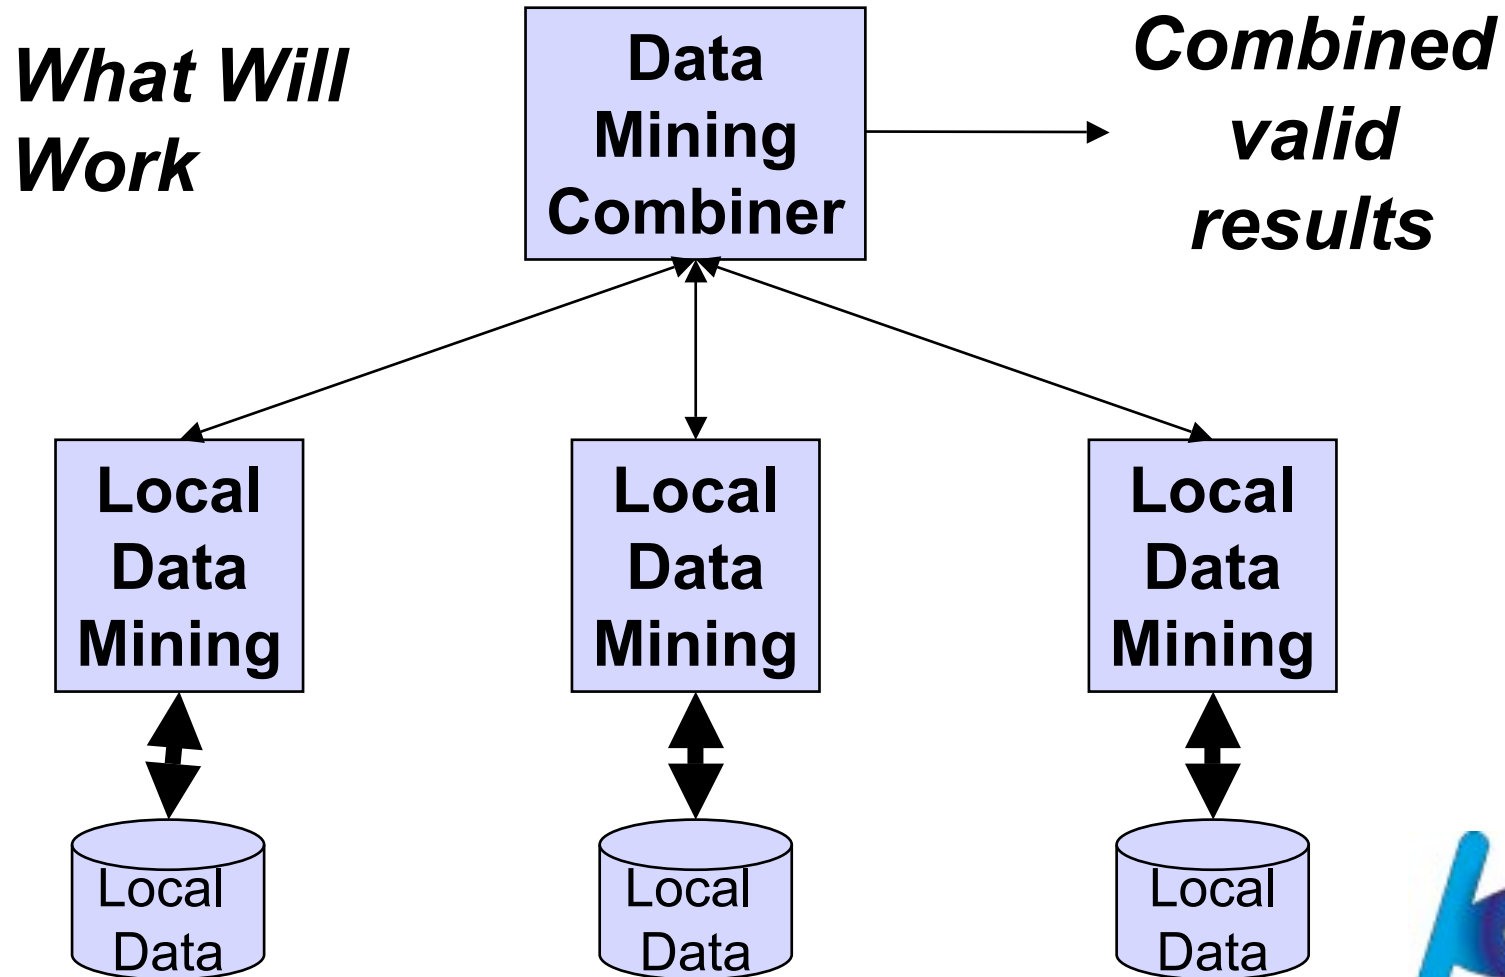 What Will
Work
Data
Mining
Combiner
Combined
valid
results
Local
Data
Mining
Local
Data
Mining
Local
Data
Mining
Local
Data
Local
Data
Local
Data